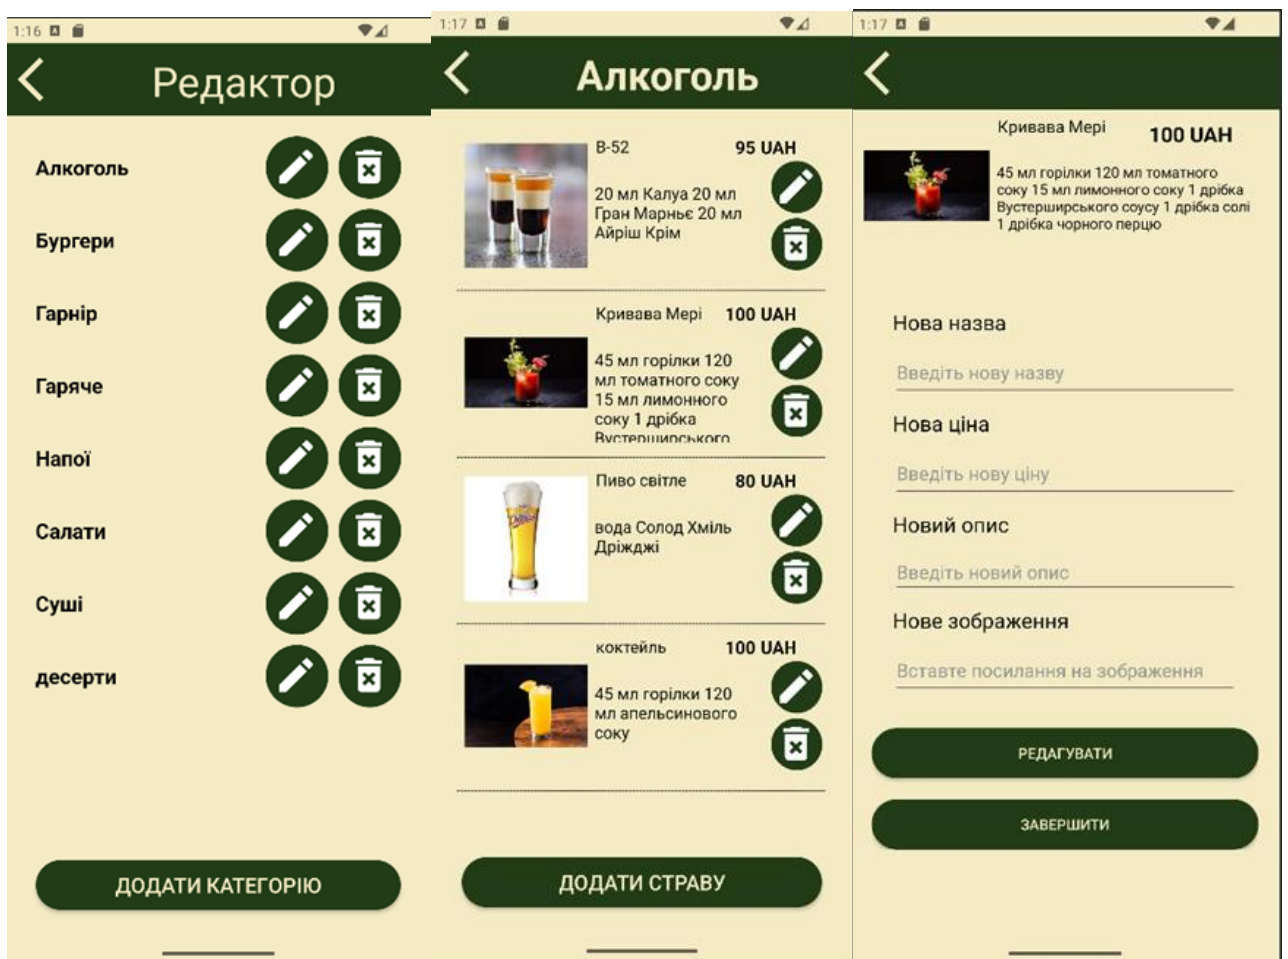 1:16
Редактор
Алкоголь
Бургери
Гарнір
Гаряче
Напої
Салати
Суші
десерти
ДОДАТИ КАТЕГОРІЮ
1:17
Алкоголь
B-52
95 UAH
20 мл Калуа 20 мл
Гран Марньє 20 мл
Айріш Крім
Кривава Мері
100 UAH
45 мл горілки 120
мл томатного соку
15 мл лимонного
соку 1 дрібка
Вустерширського
Пиво світле
80 UAH
вода Солод Хміль
Дріжджі
коктейль
100 UAH
45 мл горілки 120
мл апельсинового
соку
ДОДАТИ СТРАВУ
1:17
Кривава Мері
100 UAH
45 мл горілки 120 мл томатного
соку 15 мл лимонного соку 1 дрібка
Вустерширського соусу 1 дрібка солі
1 дрібка чорного перцю
Нова назва
Введіть нову назву
Нова ціна
Введіть нову ціну
Новий опис
Введіть новий опис
Нове зображення
Вставте посилання на зображення
РЕДАГУВАТИ
ЗАВЕРШИТИ